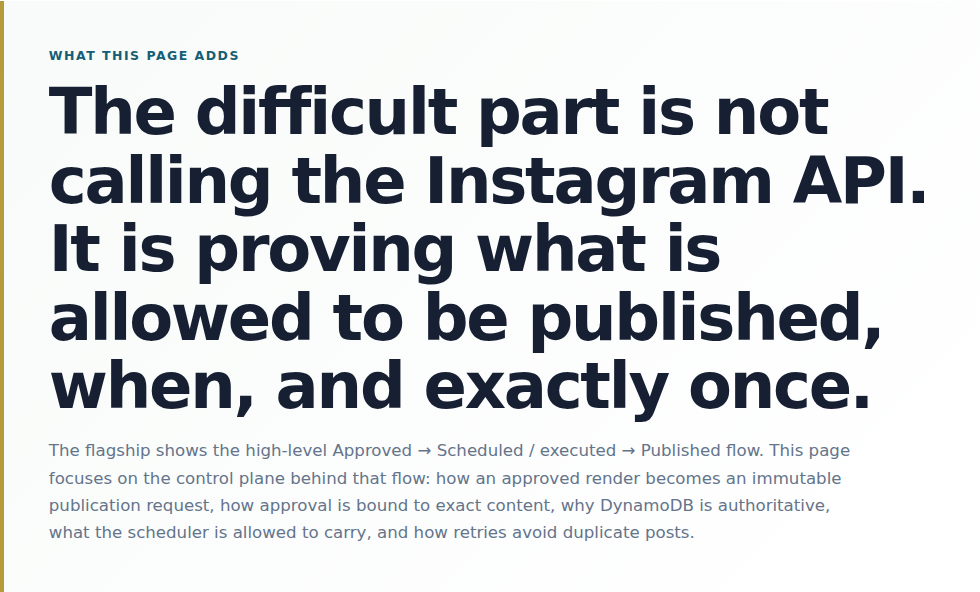 WHAT THIS PAGE ADDS
The difficult part is not
calling the Instagram API.
It is proving what is
allowed to be published,
when, and exactly once.
The flagship shows the high-level Approved → Scheduled / executed → Published flow. This page
focuses on the control plane behind that flow: how an approved render becomes an immutable
publication request, how approval is bound to exact content, why DynamoDB is authoritative,
what the scheduler is allowed to carry, and how retries avoid duplicate posts.